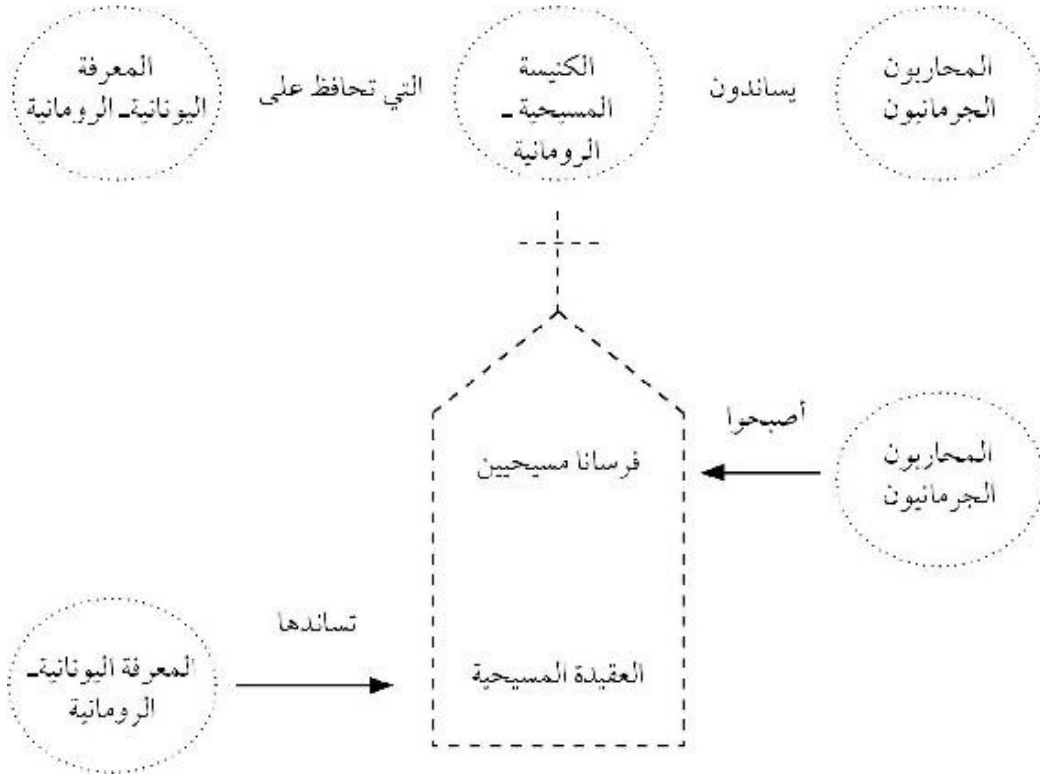 المحاربون
الجرمانيون
يساندون
الكنيسة
المسيحية ـ
الرومانية
التي تحافظ على
المعرفة
اليونانية ـ الرومانية
أصبحوا
المحاربون
الجرمانيون
فرسانا مسيحيين
تساندها
المعرفة اليونانية ـ
الرومانية
العقيدة المسيحية